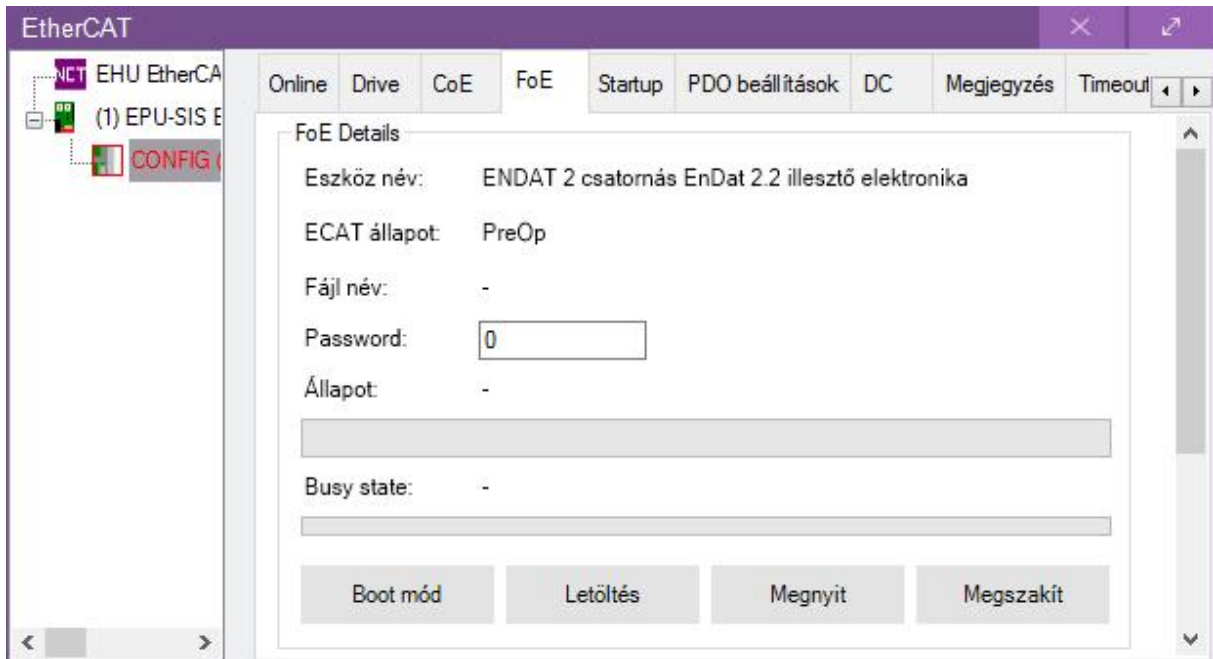 EtherCAT
NCT EHU EtherCA
(1) EPU-SIS E
CONFIG (
Online Drive CoE FoE Startup PDO beállítások DC Megjegyzés Timeout
FoE Details
Eszköz név: ENDAT 2 csatornás EnDat 2.2 illesztő elektronika
ECAT állapot: PreOp
Fájl név: -
Password: 0
Állapot: -
Busy state: -
Boot mód Letöltés Megnyit Megszakít